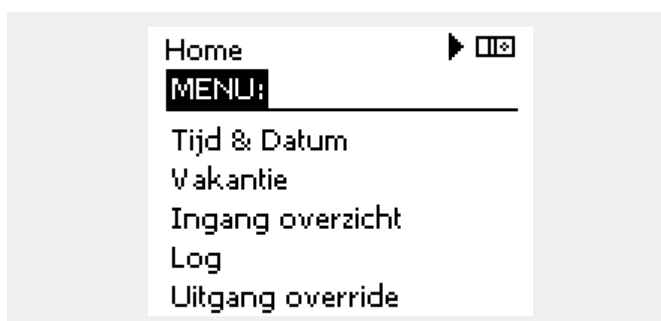 Home
MENU:
Tijd & Datum
Vakantie
Ingang overzicht
Log
Uitgang override